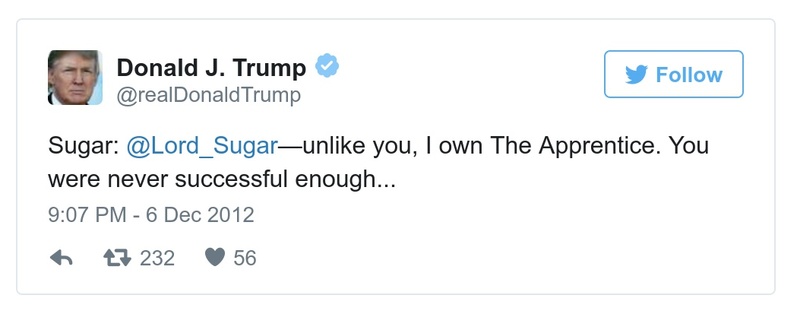 Donald J. Trump
@realDonaldTrump
Follow
Sugar: @Lord_Sugar—unlike you, I own The Apprentice. You
were never successful enough...
9:07 PM - 6 Dec 2012
232 56